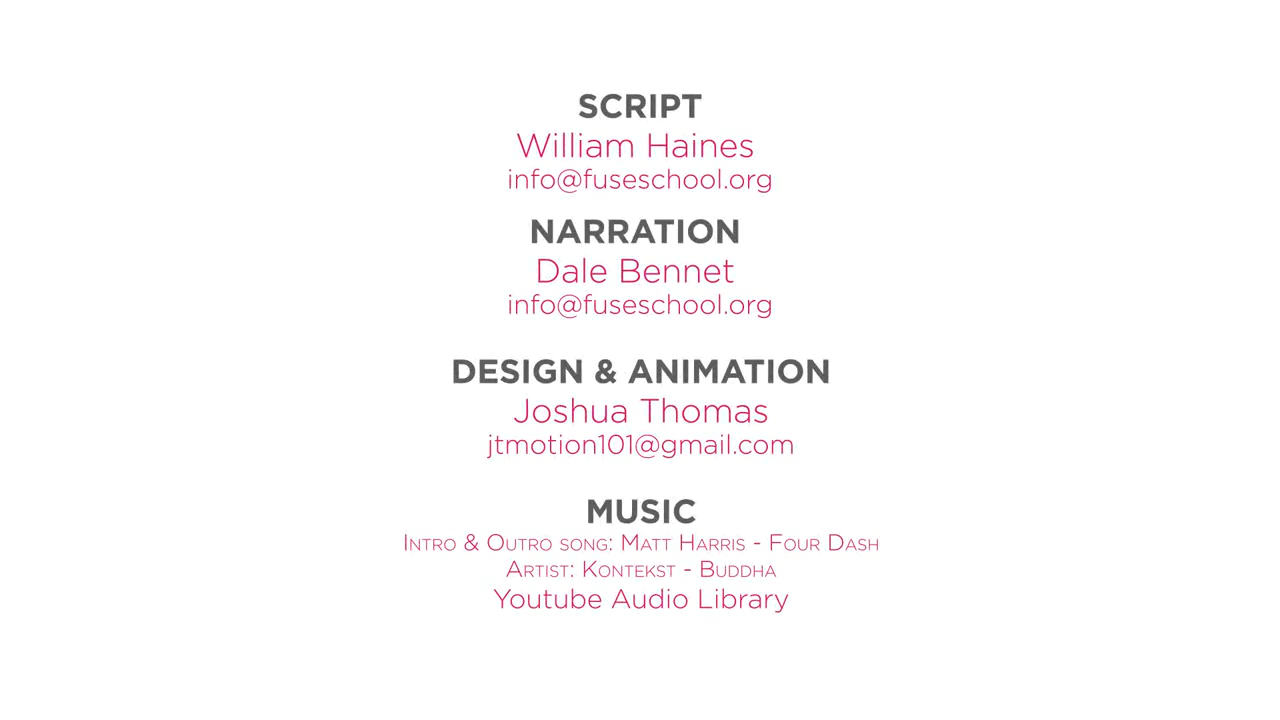 SCRIPT
William Haines
info@fuseschool.org
NARRATION
Dale Bennet
info@fuseschool.org
DESIGN & ANIMATION
Joshua Thomas
jtmotion101@gmail.com
MUSIC
Intro & Outro song: Matt Harris - Four Dash
Artist: Kontekst - Buddha
Youtube Audio Library